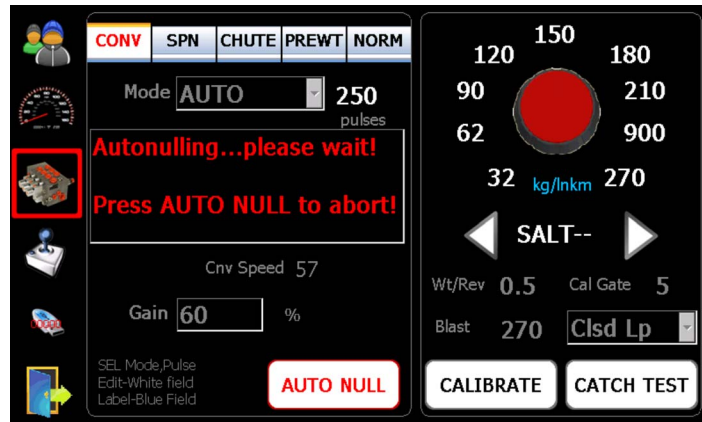 CONV SPN CHUTE PREWT NORM
Mode AUTO 250
pulses
Autonulling...please wait!
Press AUTO NULL to abort!
Cnv Speed 57
Gain 60 %
SEL Mode,Pulse
Edit-White field
Label-Blue Field
AUTO NULL
150
120 180
90 210
62 900
32 kg/lnkm 270
SALT--
Wt/Rev 0.5 Cal Gate 5
Blast 270 Clsd Lp
CALIBRATE CATCH TEST